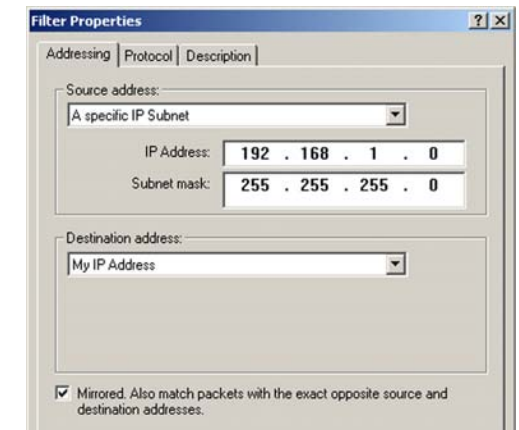 Filter Properties
Addressing Protocol Description
Source address:
A specific IP Subnet
IP Address: 192 . 168 . 1 . 0
Subnet mask: 255 . 255 . 255 . 0
Destination address:
My IP Address
Mirrored. Also match packets with the exact opposite source and
destination addresses.